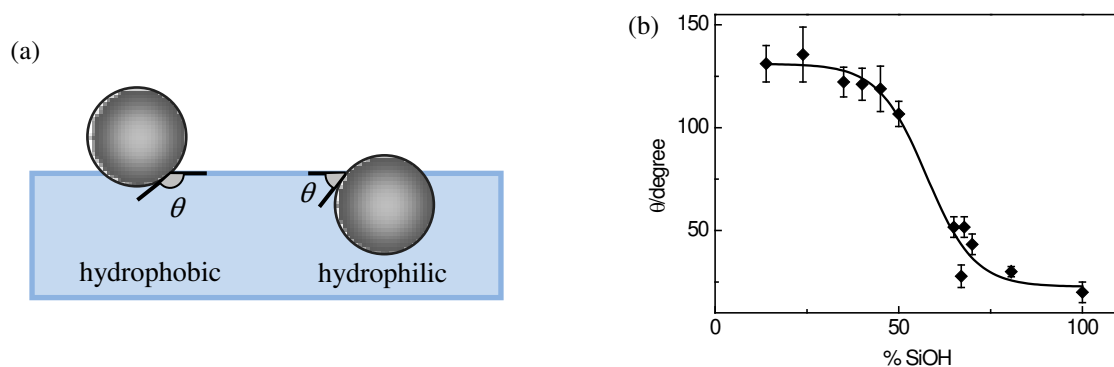 (a)
θ
θ
hydrophobic
hydrophilic
(b)
150
100
50
θ/degree
0
50
100
% SiOH